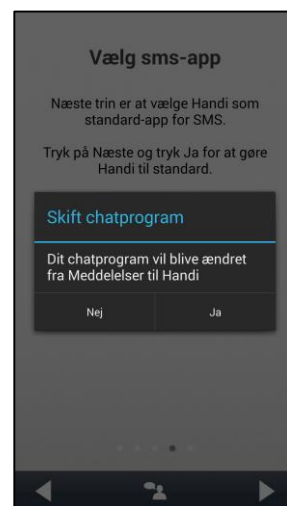 Vælg sms-app
Næste trin er at vælge Handi som
standard-app for SMS.
Tryk på Næste og tryk Ja for at gøre
Handi til standard.
Skift chatprogram
Dit chatprogram vil blive ændret
fra Meddelelser til Handi
Nej Ja